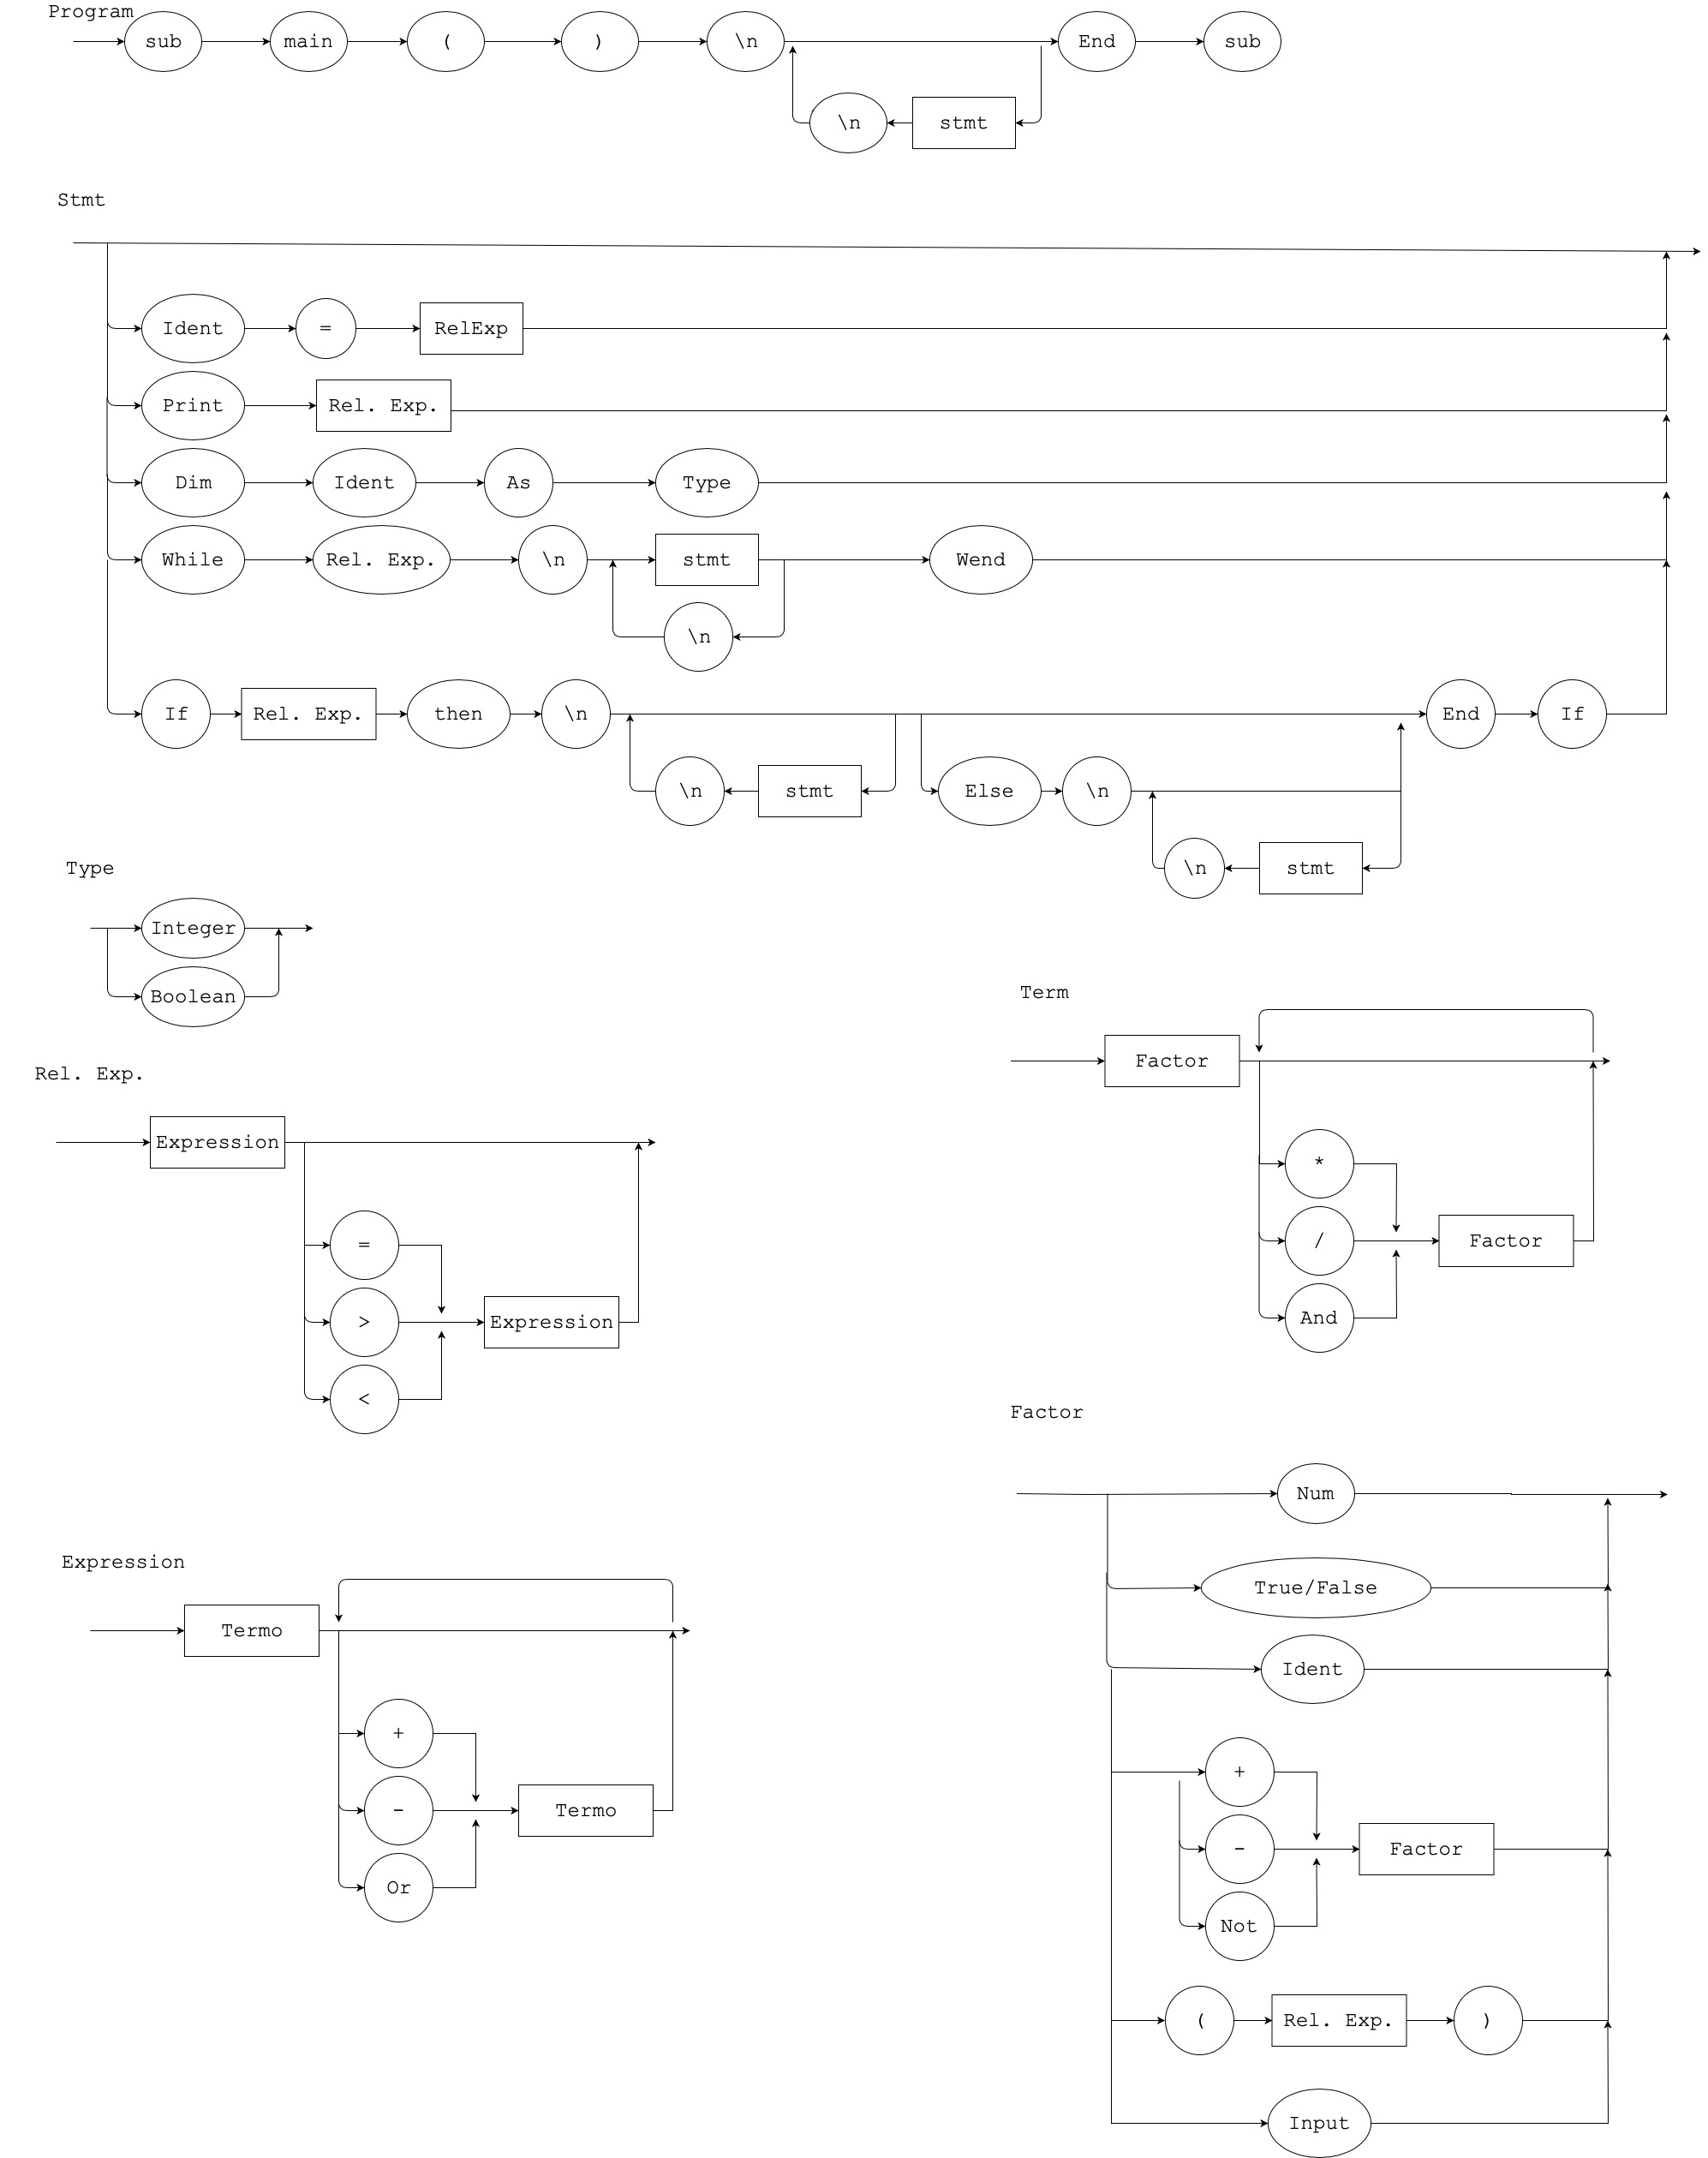 Program
sub main ( ) \n End sub
\n stmt
Stmt
Ident = RelExp
Print Rel. Exp.
Dim Ident As Type
While Rel. Exp. \n stmt Wend
\n
If Rel. Exp. then \n End If
\n stmt Else \n
\n stmt
Type
Integer
Boolean
Rel. Exp.
Expression
=
> Expression
<
Expression
Termo
+
- Termo
Or
Term
Factor
*
/ Factor
And
Factor
Num
True/False
Ident
+
- Factor
Not
( Rel. Exp. )
Input